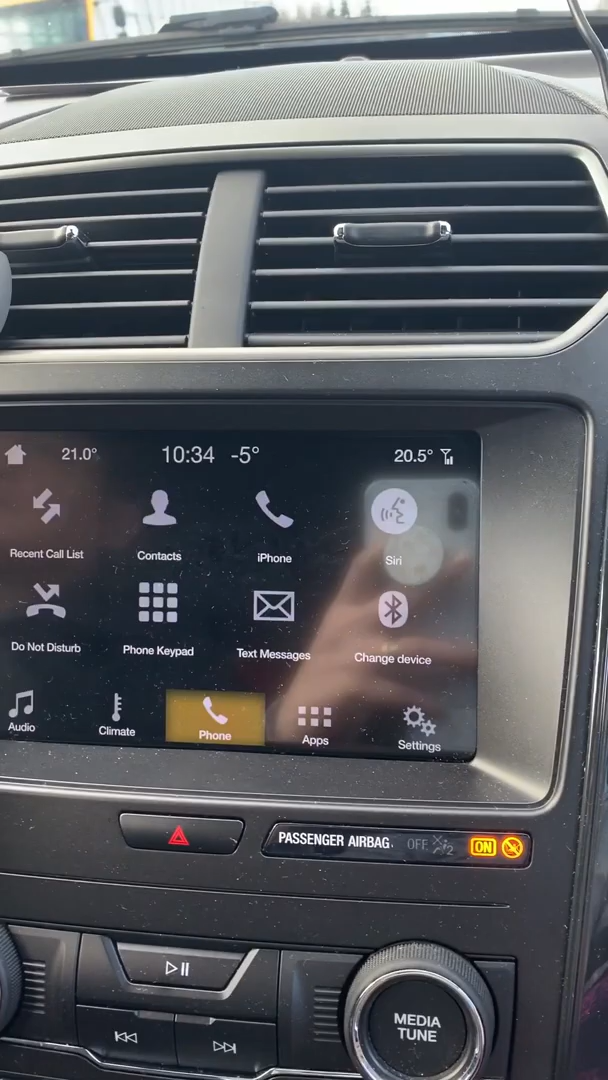 21.0° 10:34 -5° 20.5°
Recent Call List Contacts iPhone Siri
Do Not Disturb Phone Keypad Text Messages Change device
Audio Climate Phone Apps Settings
PASSENGER AIRBAG OFF 2 ON
MEDIA
TUNE